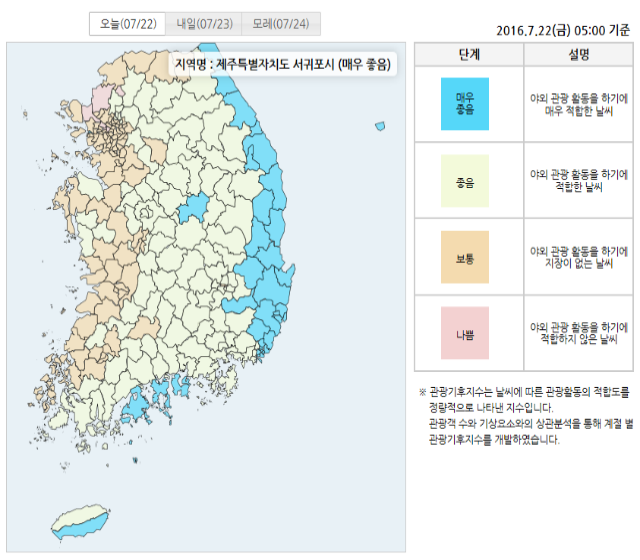 오늘(07/22) 내일(07/23) 모레(07/24)
2016.7.22(금) 05:00 기준
지역명 : 제주특별자치도 서귀포시 (매우 좋음)
단계 설명
매우
좋음
야외 관광 활동을 하기에
매우 적합한 날씨
좋음
야외 관광 활동을 하기에
적합한 날씨
보통
야외 관광 활동을 하기에
지장이 없는 날씨
나쁨
야외 관광 활동을 하기에
적합하지 않은 날씨
※ 관광기후지수는 날씨에 따른 관광활동의 적합도를
정량적으로 나타낸 지수입니다.
관광객 수와 기상요소와의 상관분석을 통해 계절 별
관광기후지수를 개발하였습니다.